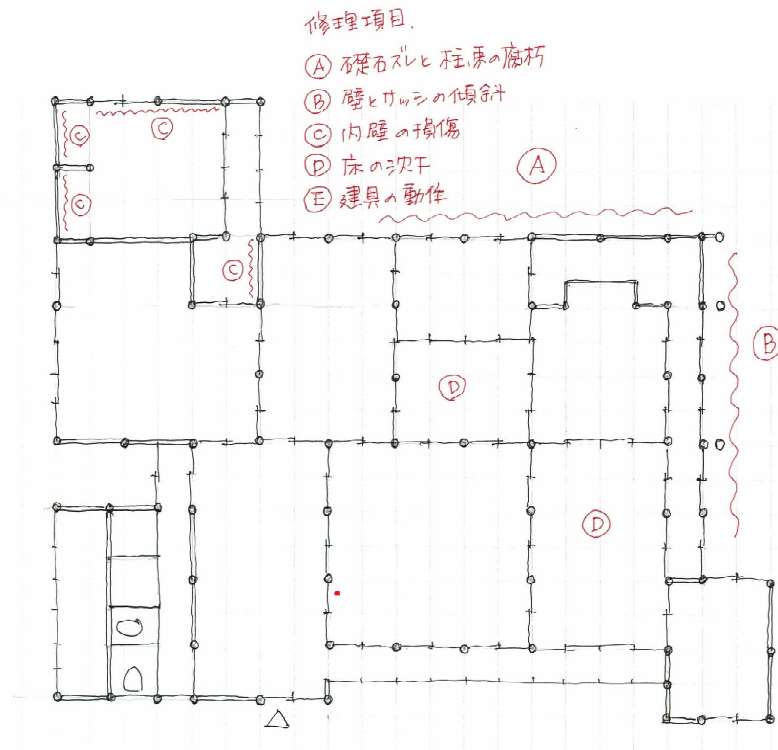 修理項目.
Ⓐ 礎石ズレと柱裏の腐朽
Ⓑ 壁とサッシの傾斜
Ⓒ 内壁の損傷
Ⓓ 床の沈下
Ⓔ 建具の動作
Ⓒ
Ⓒ
Ⓒ
Ⓒ
Ⓐ
Ⓑ
Ⓓ
Ⓓ